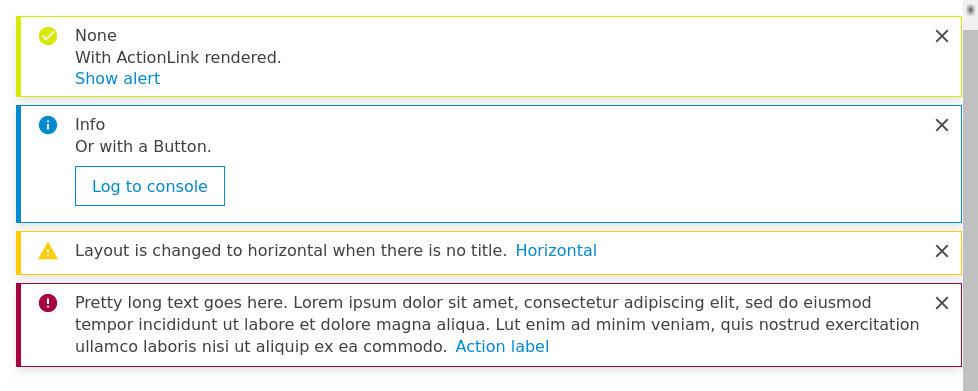 None
With ActionLink rendered.
Show alert
Info
Or with a Button.
Log to console
Layout is changed to horizontal when there is no title. Horizontal
Pretty long text goes here. Lorem ipsum dolor sit amet, consectetur adipiscing elit, sed do eiusmod
tempor incididunt ut labore et dolore magna aliqua. Lut enim ad minim veniam, quis nostrud exercitation
ullamco laboris nisi ut aliquip ex ea commodo. Action label